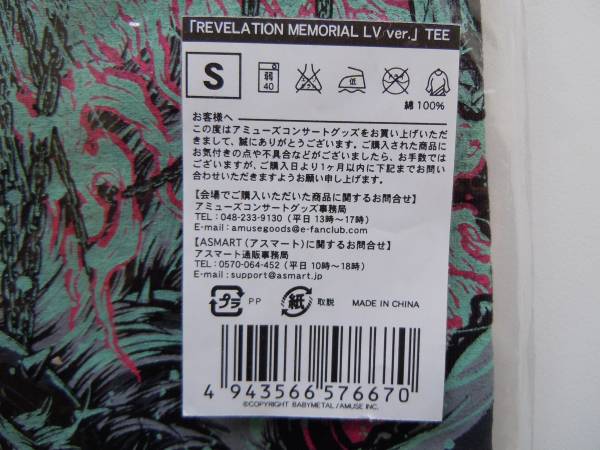 「REVELATION MEMORIAL LV ver.」 TEE
S
弱
40
低
綿 100%
お客様へ
この度はアミューズコンサートグッズをお買い上げいただ
きまして、誠にありがとうございます。ご購入された商品に
お気付きの点や不具合などがございましたら、お手数では
ございますが、ご購入日より1ヶ月以内に下記までお問い
合わせいただきますようお願い申し上げます。
【会場でご購入いただいた商品に関するお問合せ】
アミューズコンサートグッズ事務局
TEL : 048-233-9130 (平日 13時〜17時)
E-mail : amusegoods@e-fanclub.com
【ASMART (アスマート)に関するお問合せ】
アスマート通販事務局
TEL : 0570-064-452 (平日 10時〜18時)
E-mail : support@asmart.jp
プラ PP 紙 取説 MADE IN CHINA
4 943566 576670
©COPYRIGHT BABYMETAL / AMUSE INC.